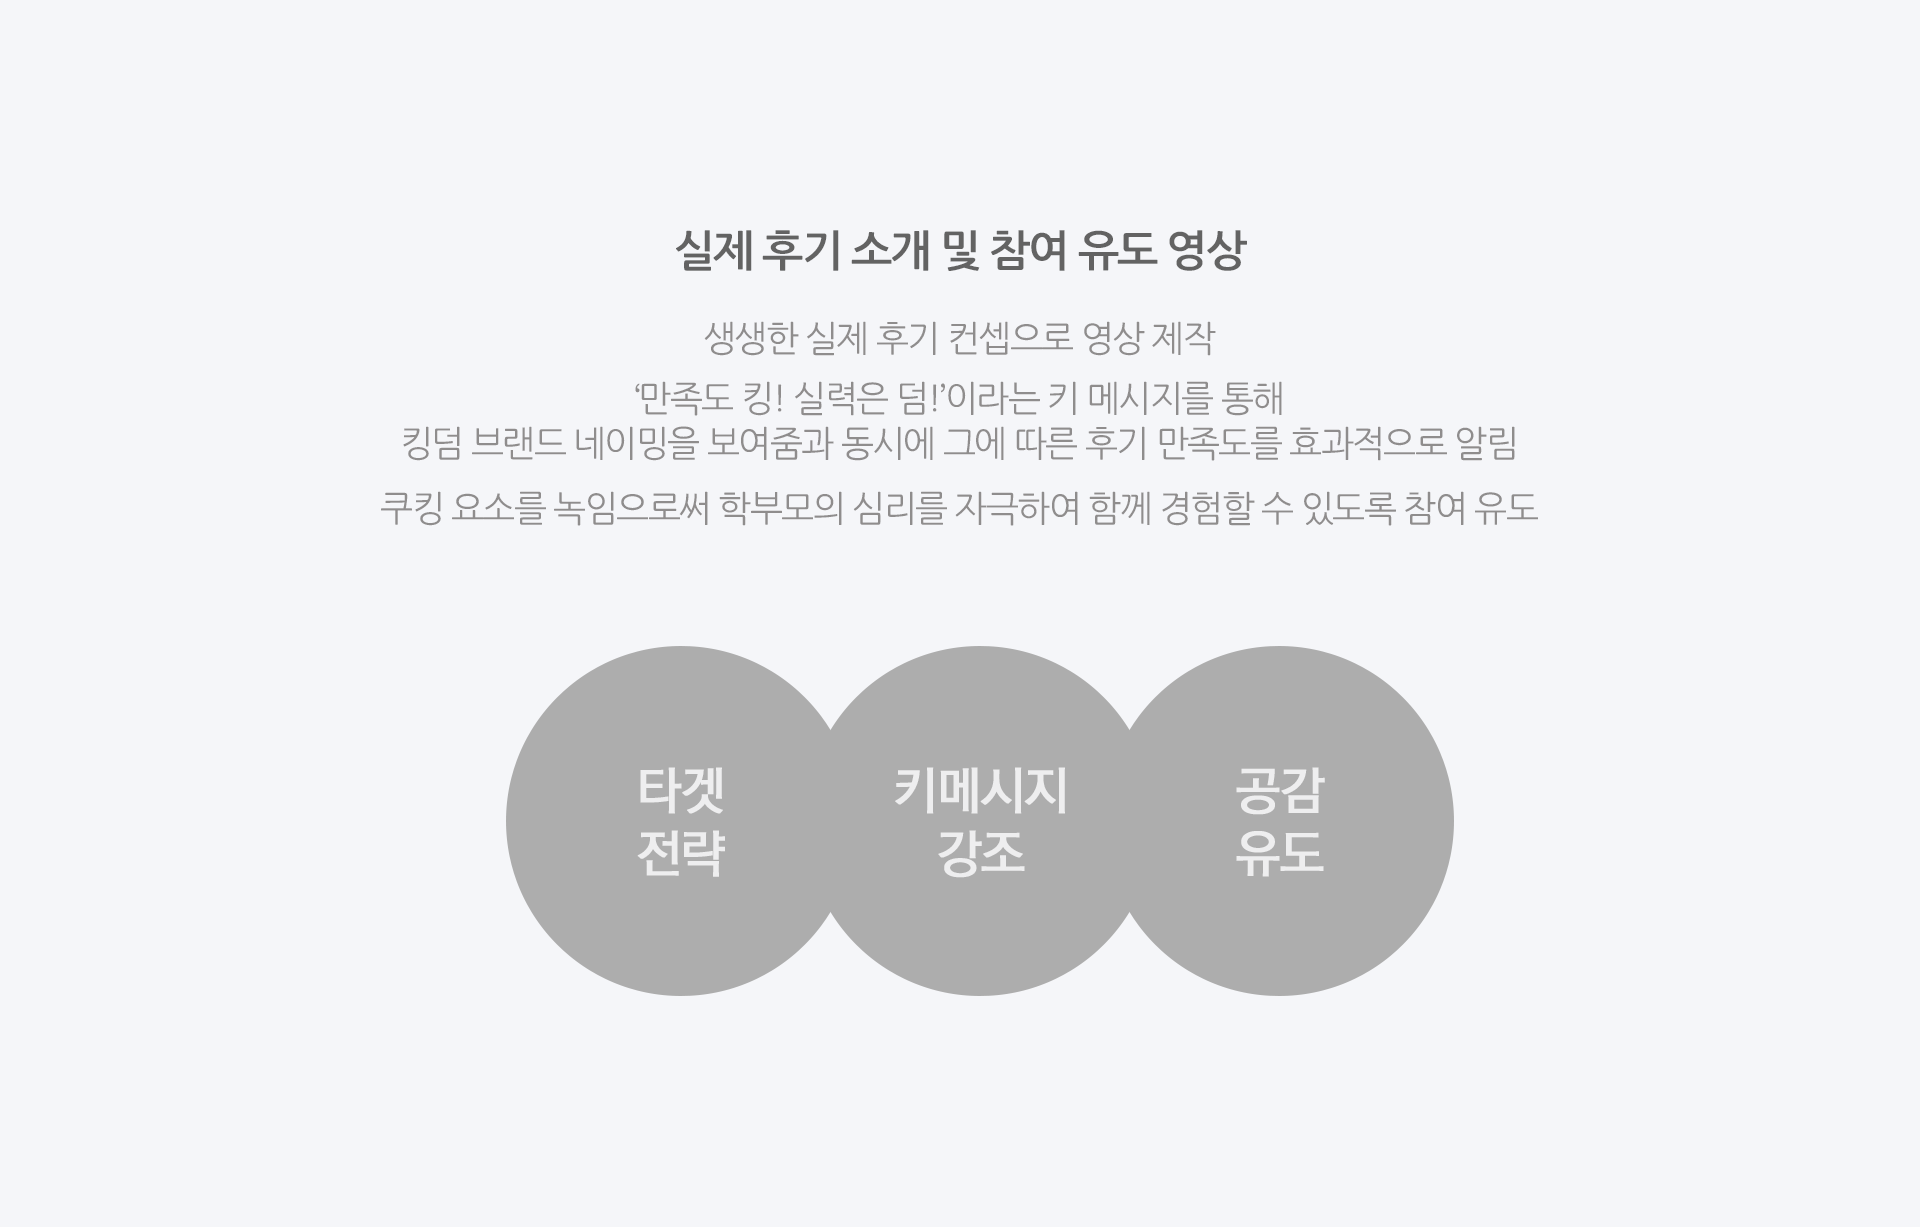 실제 후기 소개 및 참여 유도 영상
생생한 실제 후기 컨셉으로 영상 제작
‘만족도 킹! 실력은 덤!’이라는 키 메시지를 통해
킹덤 브랜드 네이밍을 보여줌과 동시에 그에 따른 후기 만족도를 효과적으로 알림
쿠킹 요소를 녹임으로써 학부모의 심리를 자극하여 함께 경험할 수 있도록 참여 유도
타겟
전략
키메시지
강조
공감
유도